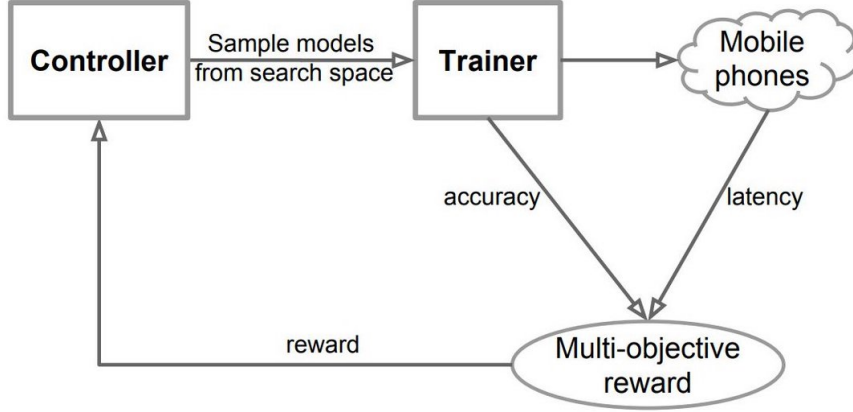 Controller
Sample models
from search space
Trainer
Mobile
phones
accuracy
latency
reward
Multi-objective
reward